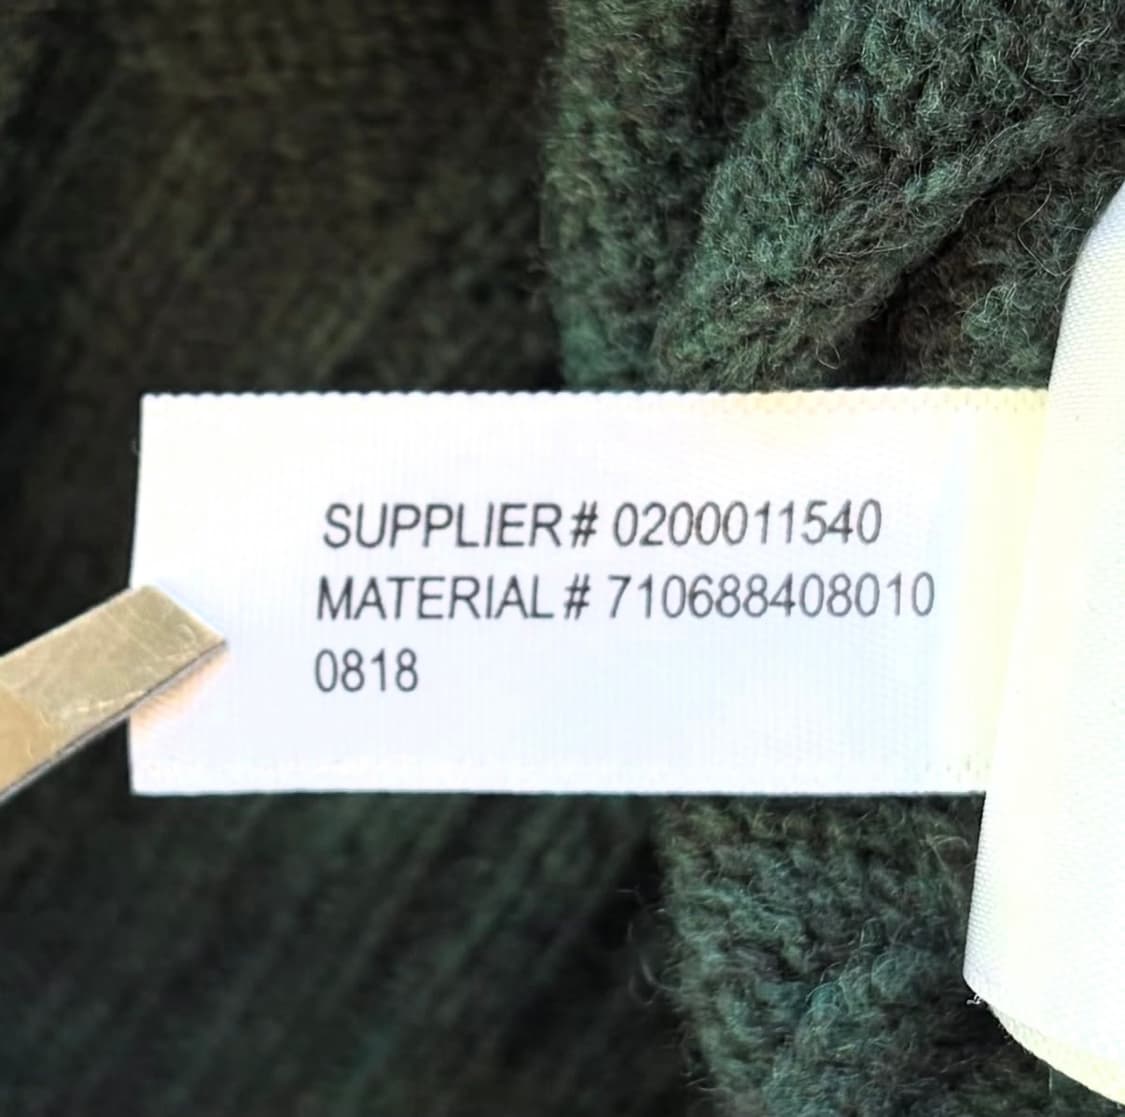 SUPPLIER# 0200011540
MATERIAL# 710688408010
0818